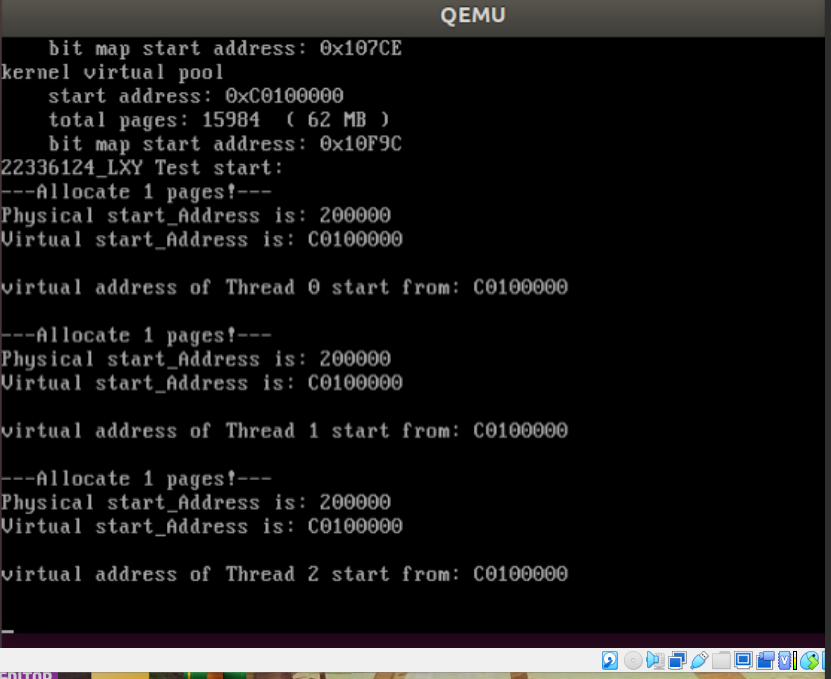 QEMU
bit map start address: 0x107CE
kernel virtual pool
start address: 0xC0100000
total pages: 15984 ( 62 MB )
bit map start address: 0x10F9C
22336124_LXY Test start:
---Allocate 1 pages!---
Physical start_Address is: 200000
Virtual start_Address is: C0100000
virtual address of Thread 0 start from: C0100000
---Allocate 1 pages!---
Physical start_Address is: 200000
Virtual start_Address is: C0100000
virtual address of Thread 1 start from: C0100000
---Allocate 1 pages!---
Physical start_Address is: 200000
Virtual start_Address is: C0100000
virtual address of Thread 2 start from: C0100000
_
EDITOR